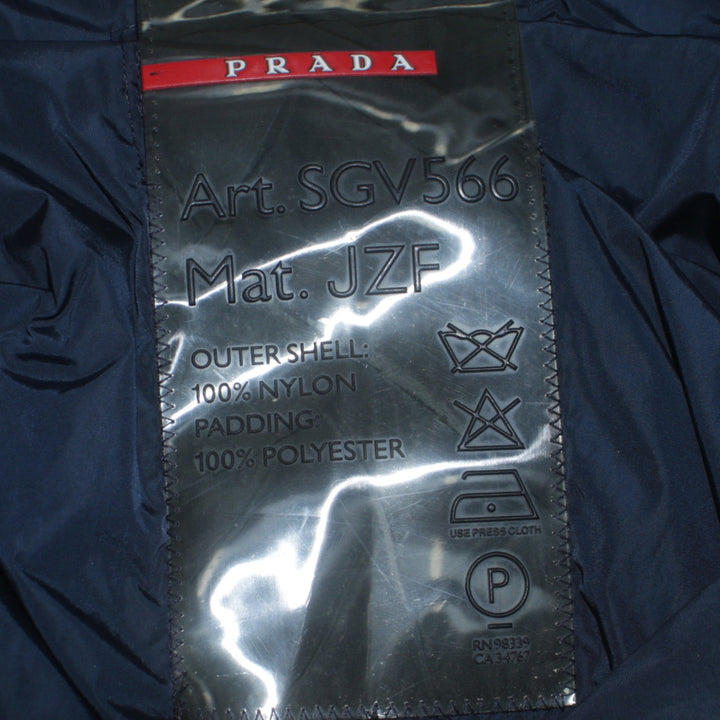 PRADA
Art. SGV566
Mat. JZF
OUTER SHELL:
100% NYLON
PADDING:
100% POLYESTER
USE PRESS CLOTH
P
RN 98339
CA 34767